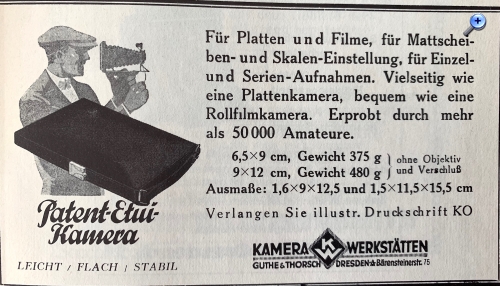 Für Platten und Filme, für Mattschei-
ben- und Skalen-Einstellung, für Einzel-
und Serien-Aufnahmen. Vielseitig wie
eine Plattenkamera, bequem wie eine
Rollfilmkamera. Erprobt durch mehr
als 50000 Amateure.
6,5×9 cm, Gewicht 375 g } ohne Objektiv
9×12 cm, Gewicht 480 g } und Verschluß
Ausmaße: 1,6×9×12,5 und 1,5×11,5×15,5 cm
Verlangen Sie illustr. Druckschrift KO
Patent-Etui-
Kamera
LEICHT / FLACH / STABIL
KAMERA WERKSTÄTTEN
GUTHE & THORSCH DRESDEN Bärensteinerstr. 76